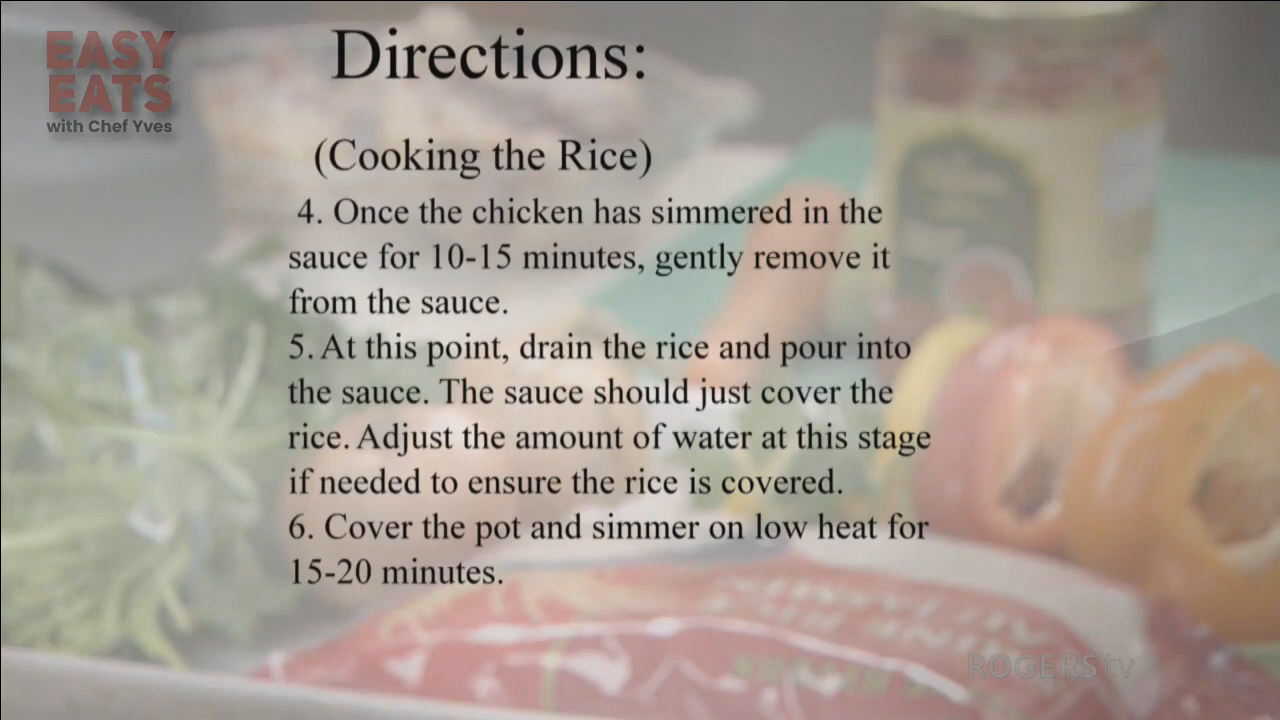 EASY
EATS
with Chef Yves
Directions:
(Cooking the Rice)
4. Once the chicken has simmered in the
sauce for 10-15 minutes, gently remove it
from the sauce.
5. At this point, drain the rice and pour into
the sauce. The sauce should just cover the
rice. Adjust the amount of water at this stage
if needed to ensure the rice is covered.
6. Cover the pot and simmer on low heat for
15-20 minutes.
ROGERS tv